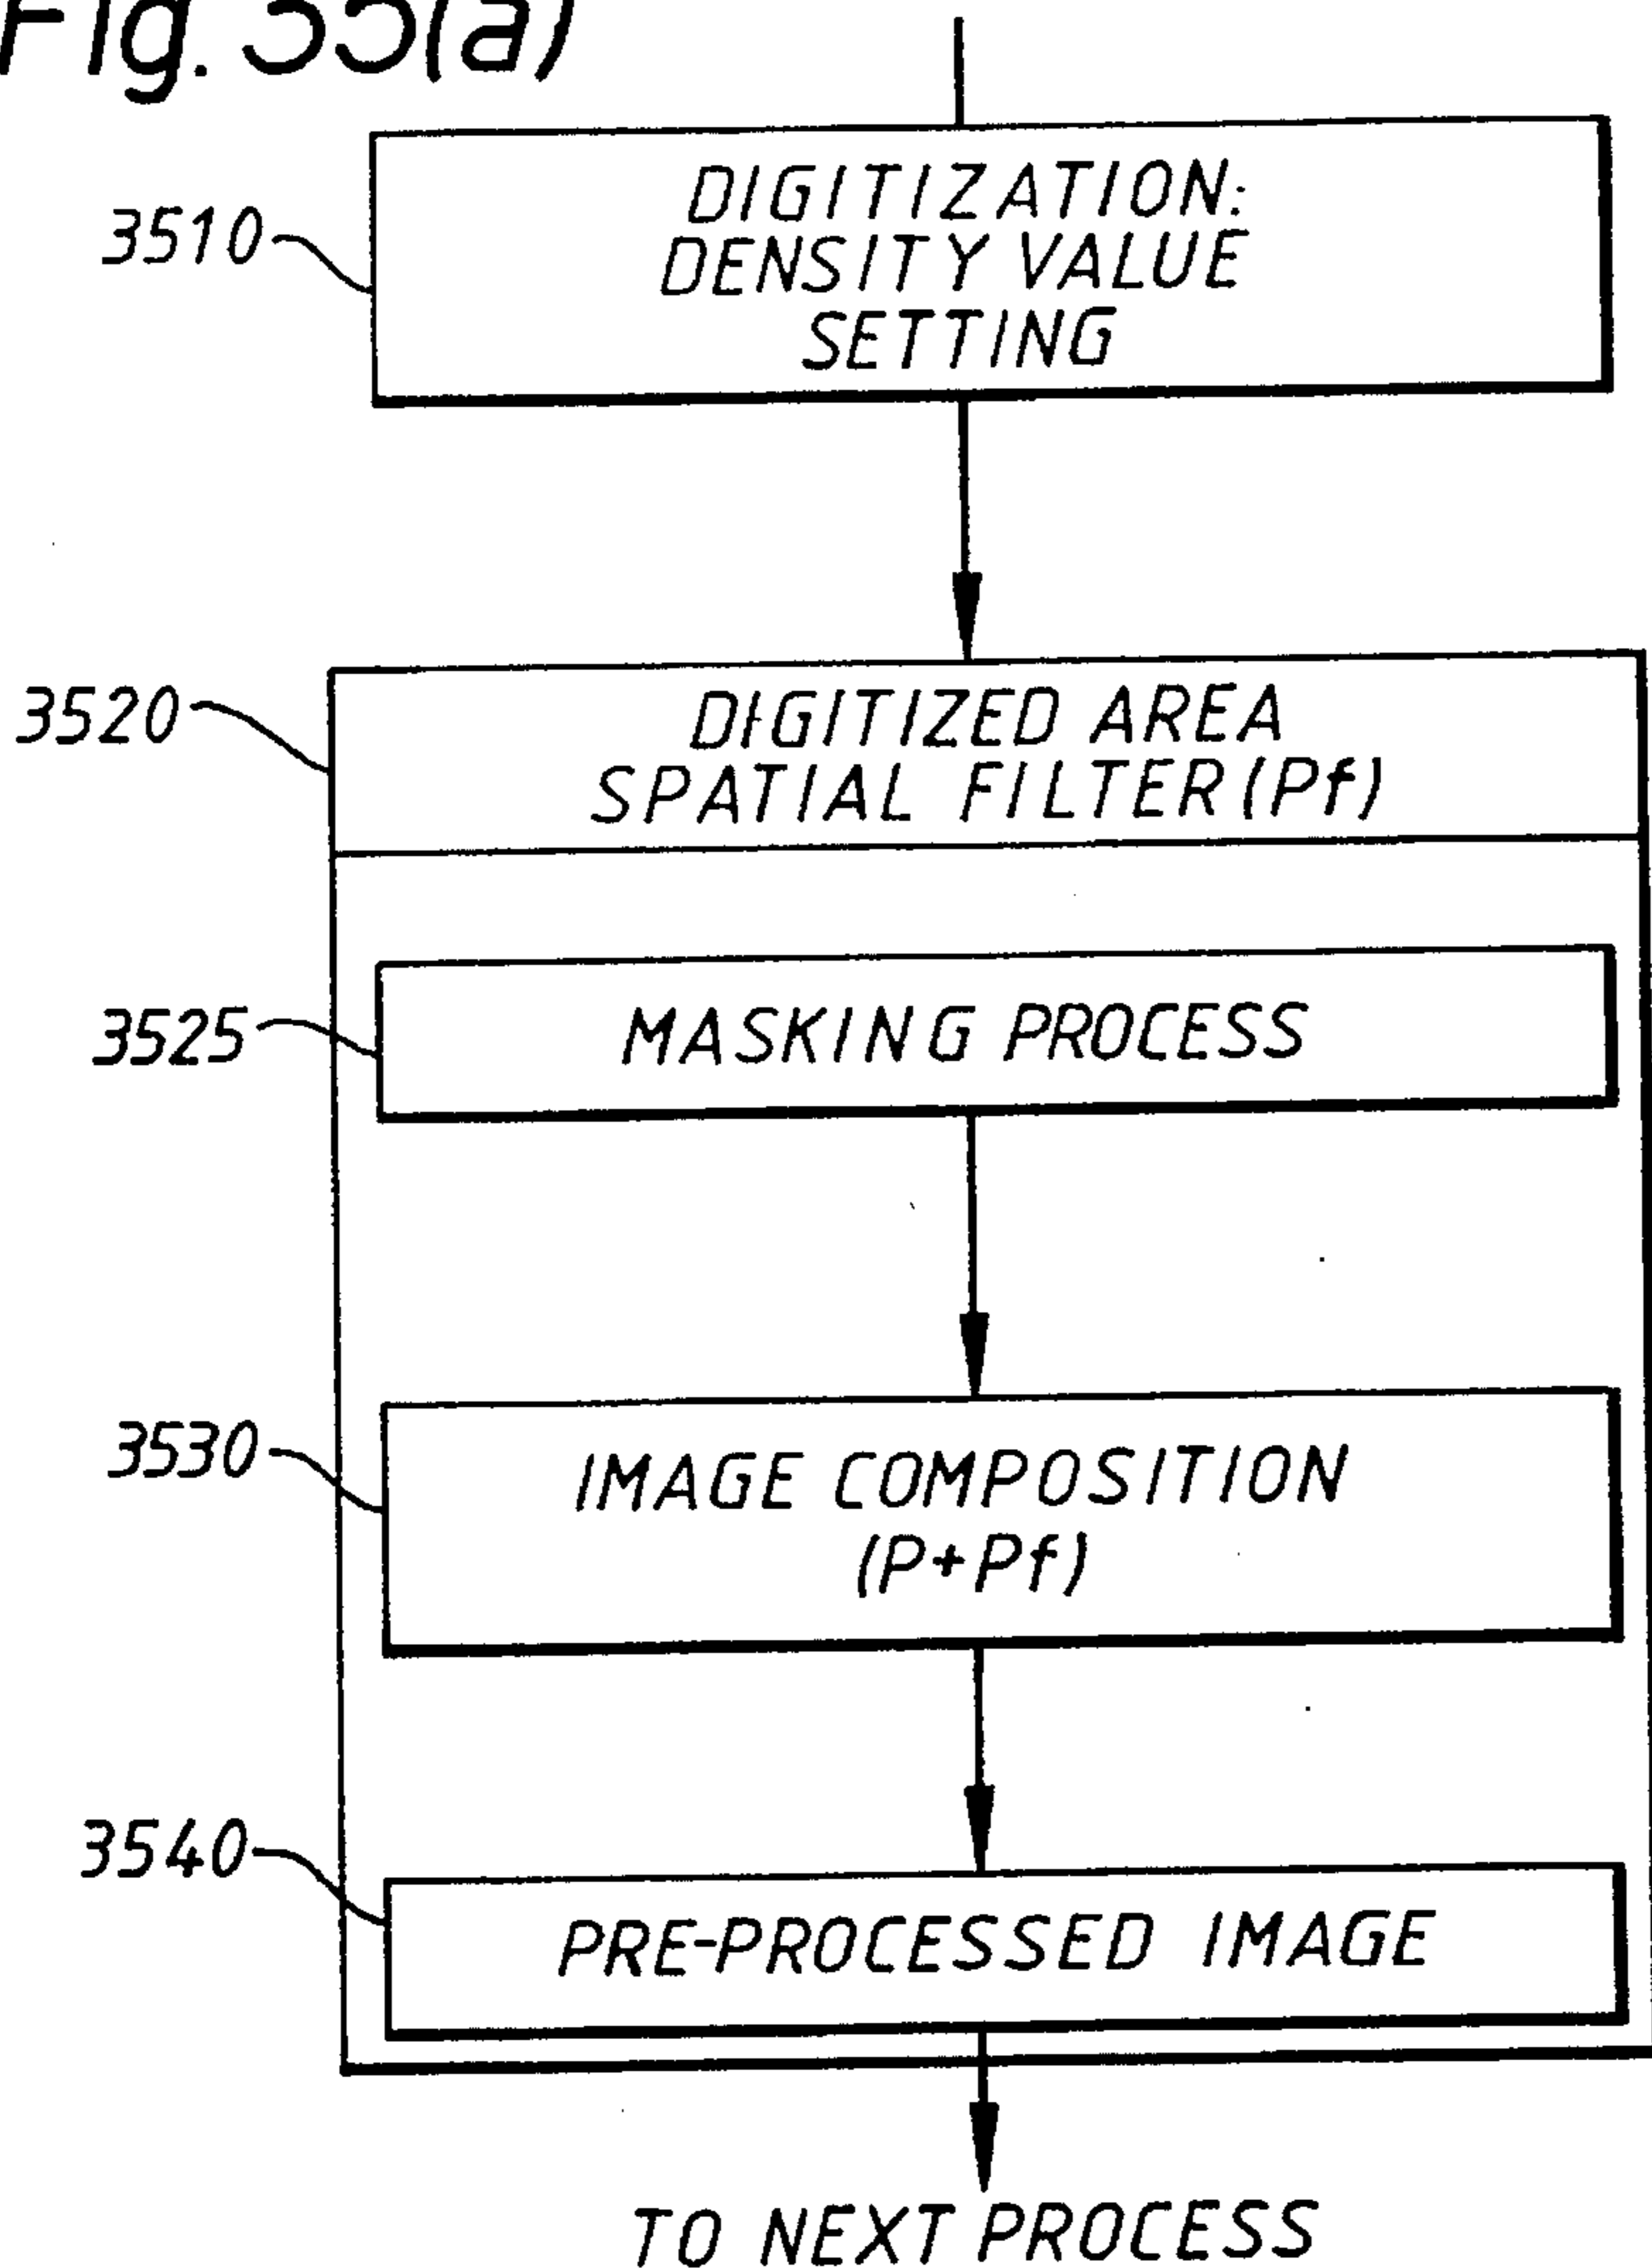 Fig. 35(a)
3510
DIGITIZATION:
DENSITY VALUE
SETTING
3520
DIGITIZED AREA
SPATIAL FILTER (Pf)
3525
MASKING PROCESS
3530
IMAGE COMPOSITION
(P+Pf)
3540
PRE-PROCESSED IMAGE
TO NEXT PROCESS